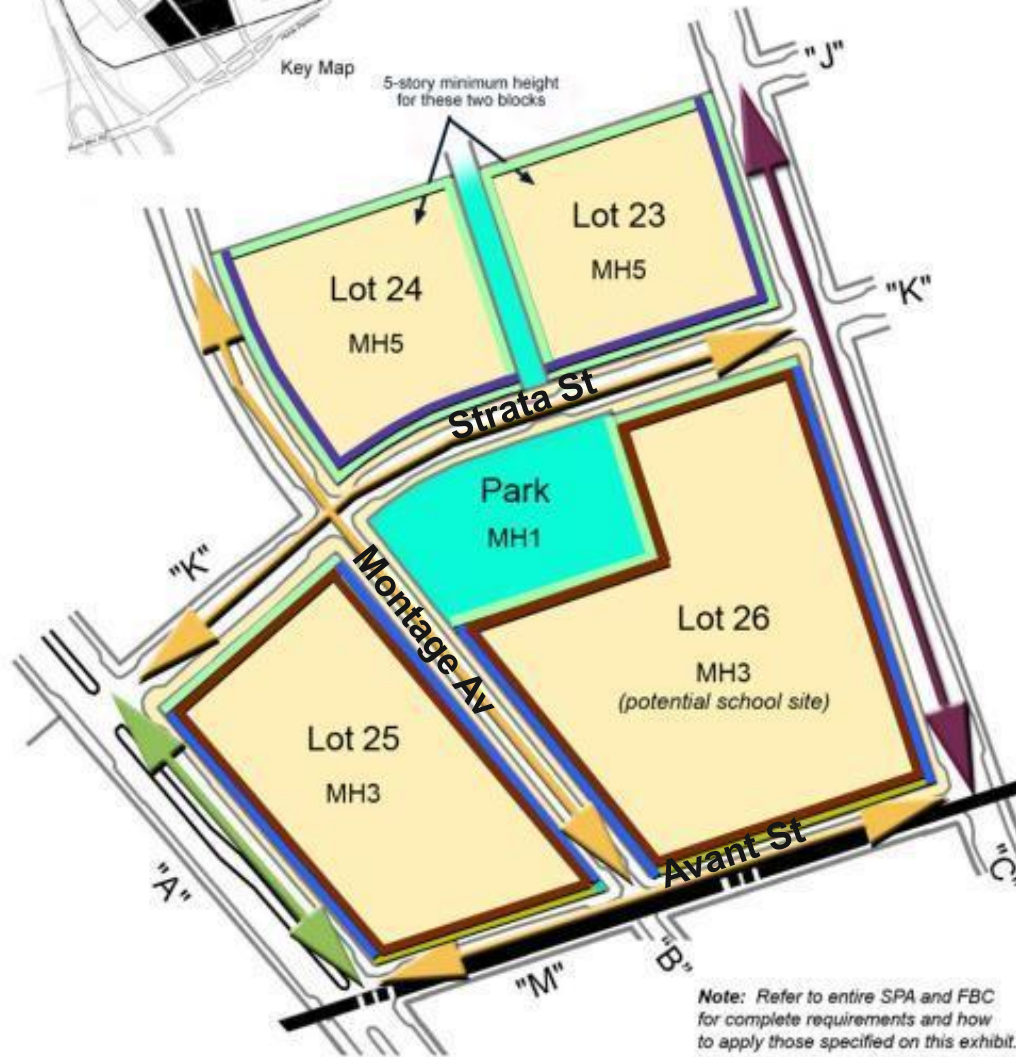 Key Map
5-story minimum height
for these two blocks
"J"
Lot 23
MH5
"K"
Lot 24
MH5
Strata St
Park
MH1
"K"
Montage Av
Lot 26
MH3
(potential school site)
Lot 25
MH3
Avant St
"A"
"C"
"B"
"M"
Note: Refer to entire SPA and FBC
for complete requirements and how
to apply those specified on this exhibit.